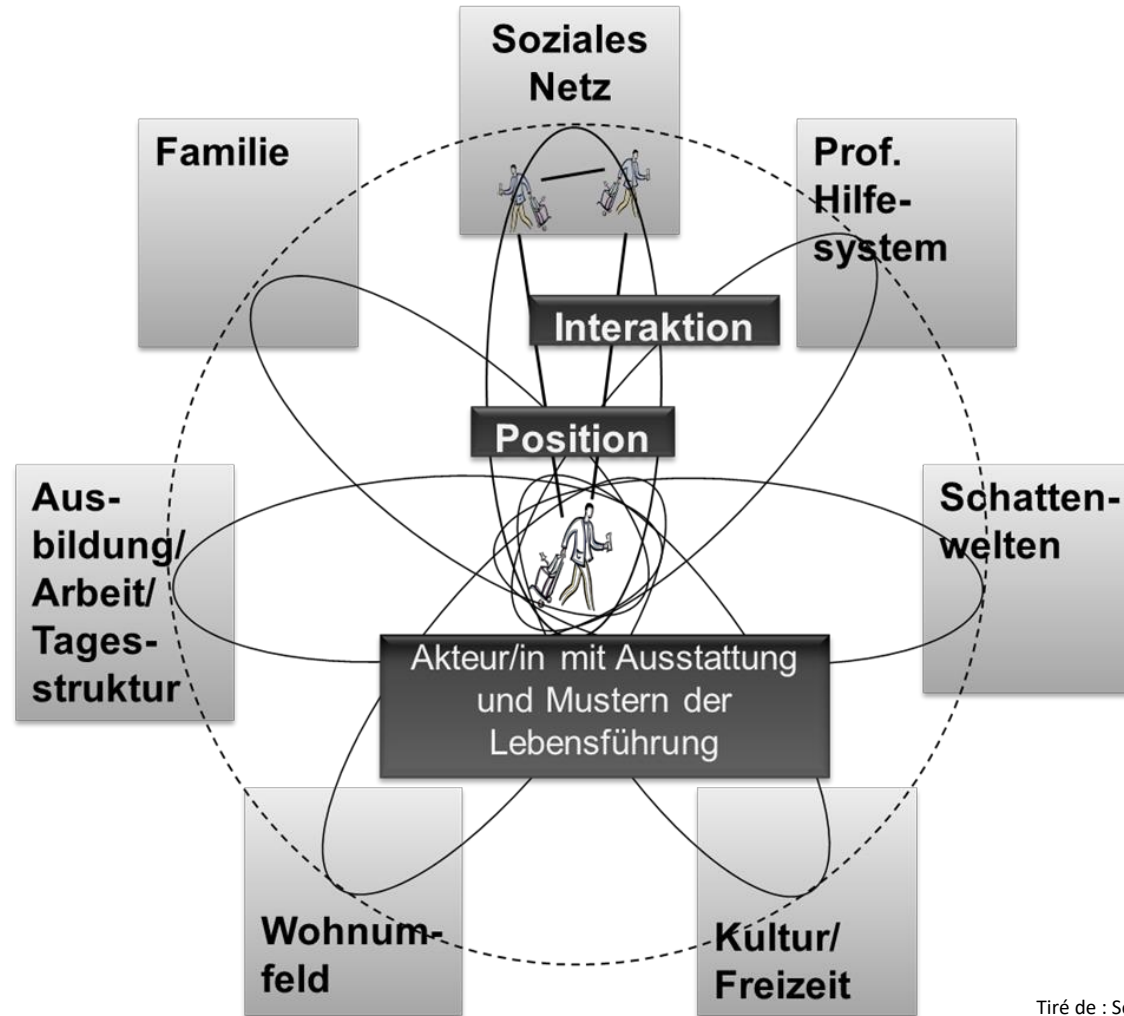 Soziales
Netz
Familie
Prof.
Hilfe-
system
Interaktion
Position
Aus-
bildung/
Arbeit/
Tages-
struktur
Schatten-
welten
Akteur/in mit Ausstattung
und Mustern der
Lebensführung
Wohnum-
feld
Kultur/
Freizeit
Tiré de : So